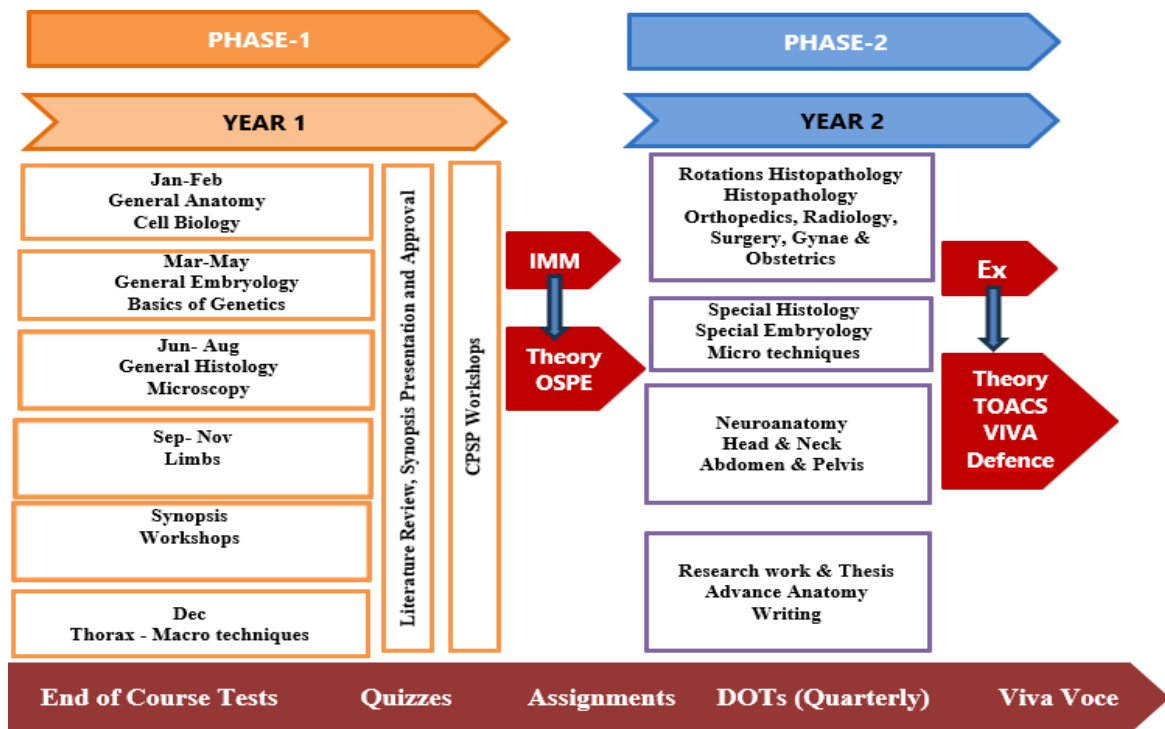 PHASE-1
PHASE-2
YEAR 1
YEAR 2
Jan-Feb
General Anatomy
Cell Biology
Mar-May
General Embryology
Basics of Genetics
Jun- Aug
General Histology
Microscopy
Sep- Nov
Limbs
Synopsis
Workshops
Dec
Thorax - Macro techniques
Literature Review, Synopsis Presentation and Approval
CPSP Workshops
IMM
Theory
OSPE
Rotations Histopathology
Histopathology
Orthopedics, Radiology,
Surgery, Gynae &
Obstetrics
Special Histology
Special Embryology
Micro techniques
Neuroanatomy
Head & Neck
Abdomen & Pelvis
Research work & Thesis
Advance Anatomy
Writing
Ex
Theory
TOACS
VIVA
Defence
End of Course Tests Quizzes Assignments DOTs (Quarterly) Viva Voce